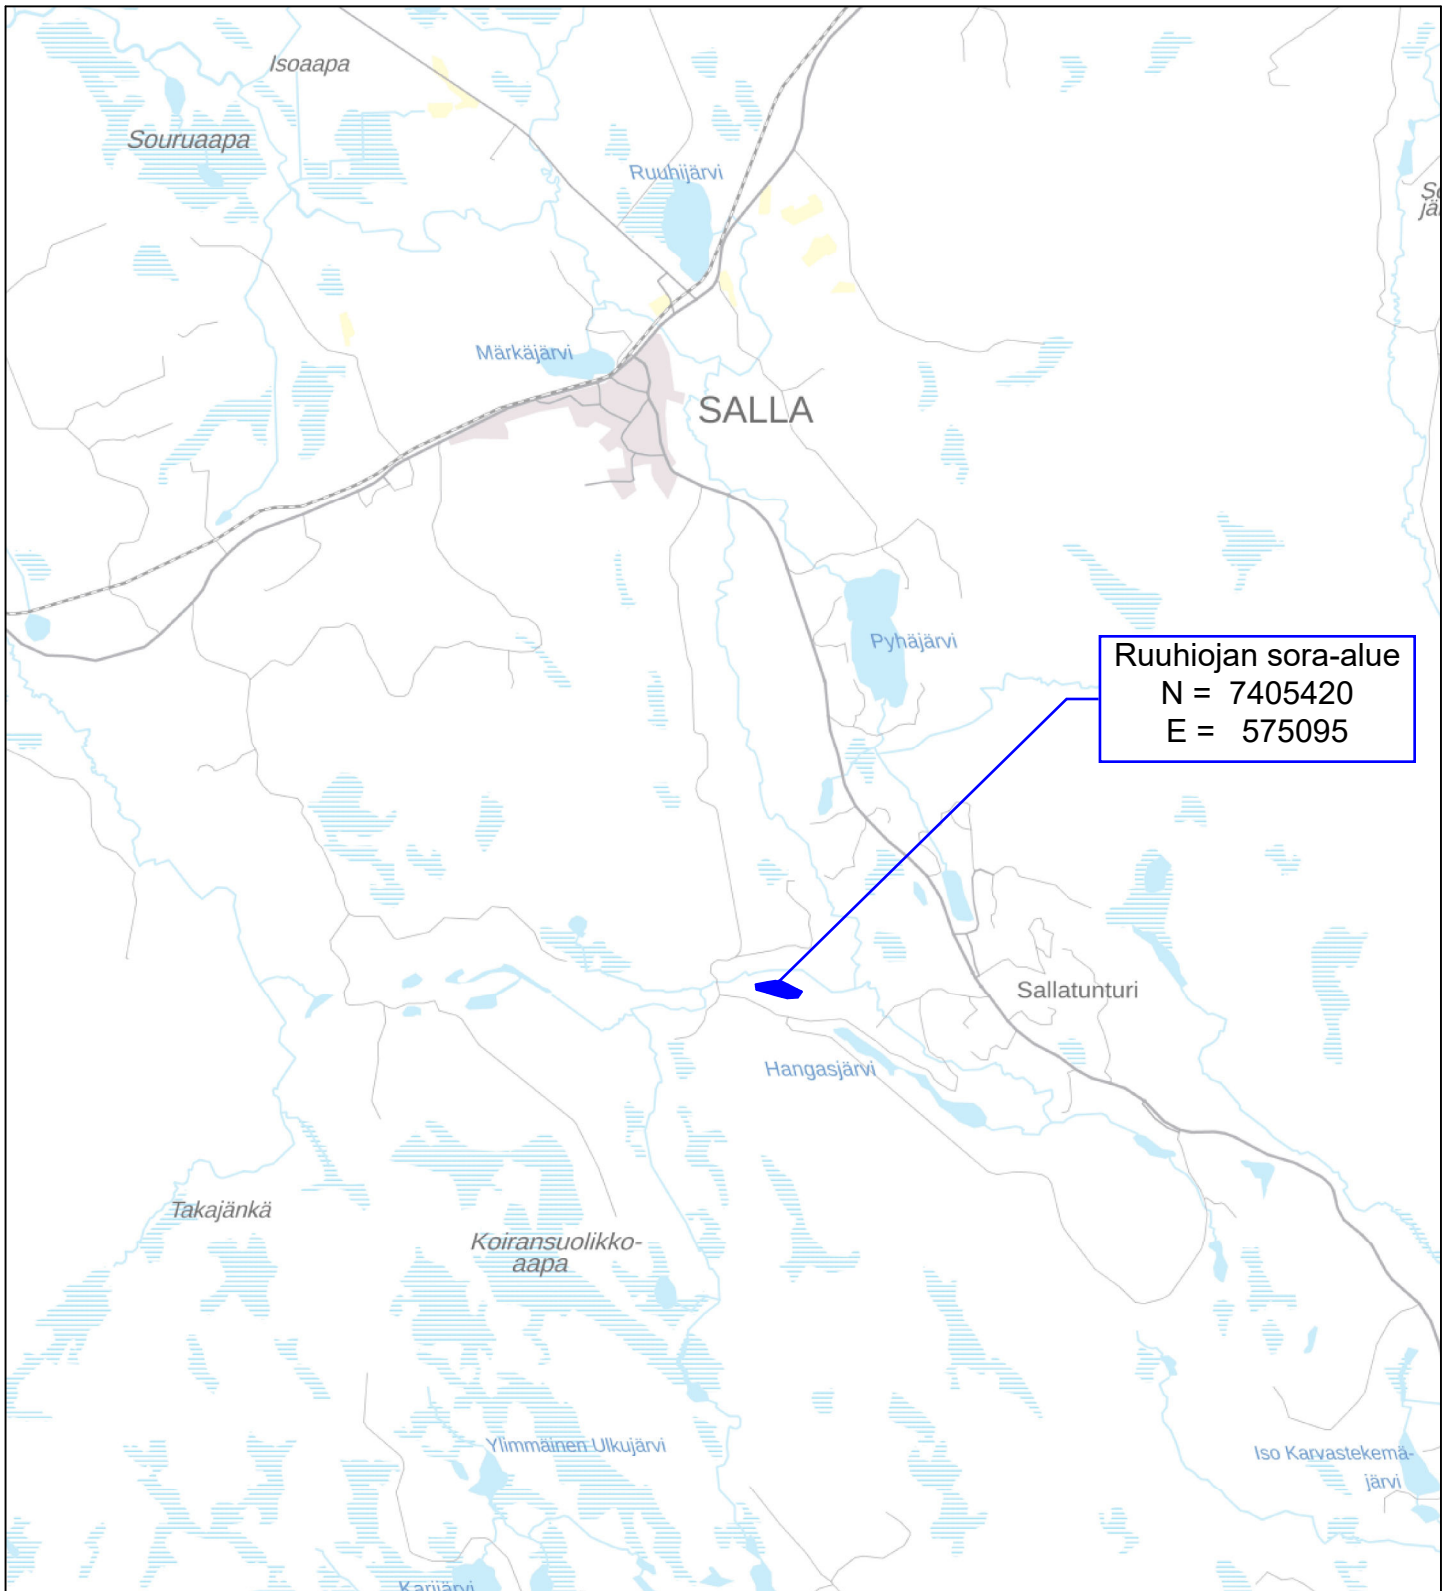 Isoaapa
Souruaapa
Ruuhijärvi
Märkäjärvi
SALLA
Pyhäjärvi
Ruuhiojan sora-alue
N = 7405420
E = 575095
Sallatunturi
Hangasjärvi
Takajänkä
Koiransuolikko-
aapa
Ylimmäinen Ulkujärvi
Iso Karvastekemä-
järvi
Karijärvi